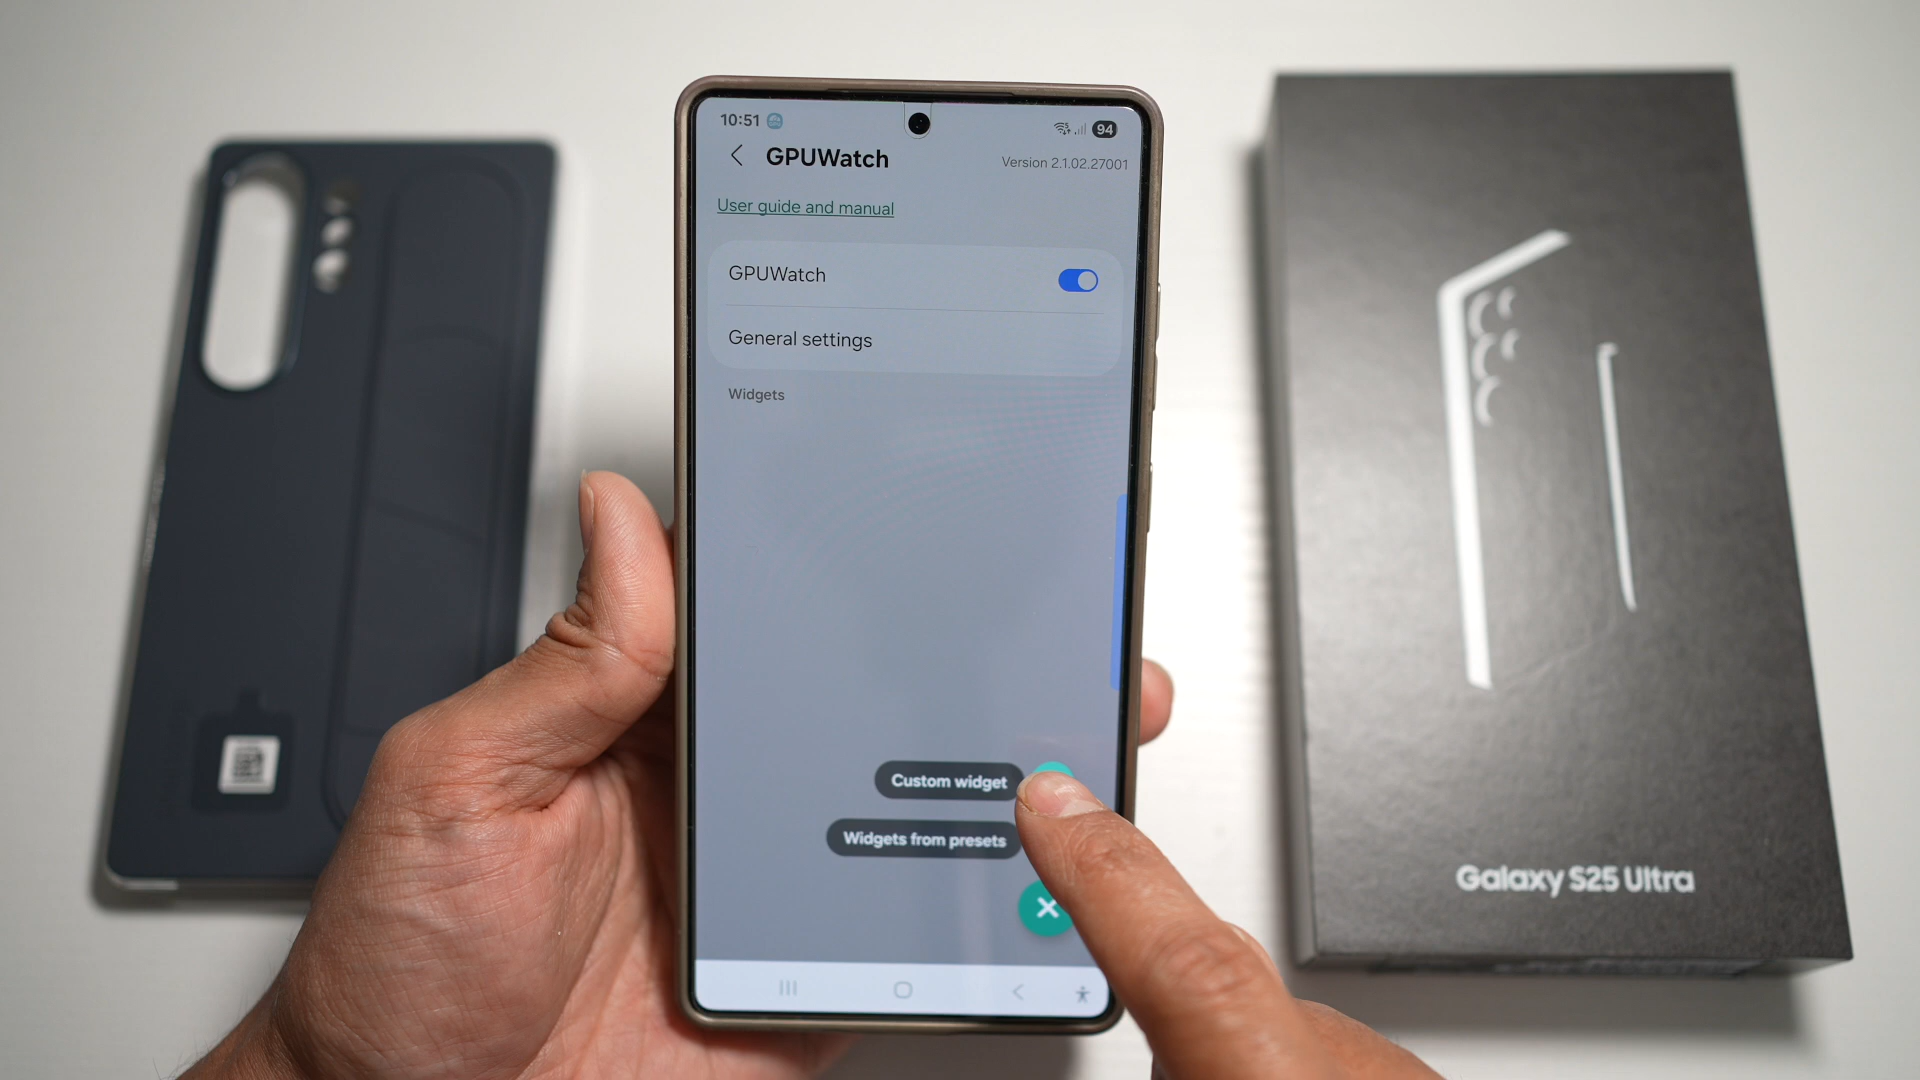 10:51
94
GPUWatch
Version 2.1.02.27001
User guide and manual
GPUWatch
General settings
Widgets
Custom widget
Widgets from presets
Galaxy S25 Ultra